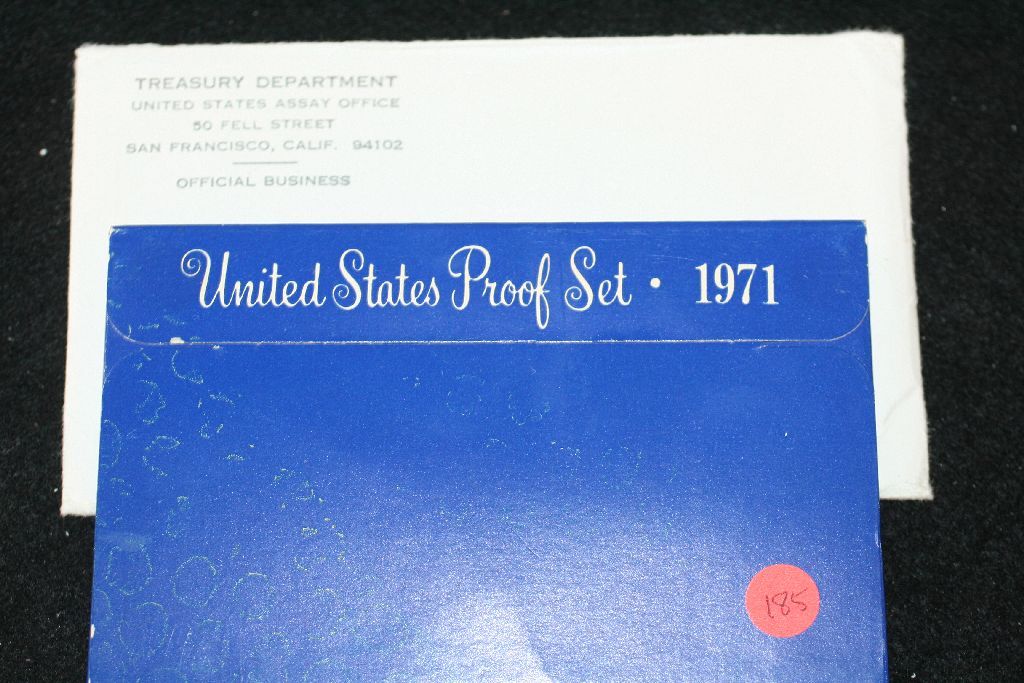 TREASURY DEPARTMENT
UNITED STATES ASSAY OFFICE
50 FELL STREET
SAN FRANCISCO, CALIF. 94102
OFFICIAL BUSINESS
United States Proof Set · 1971
185